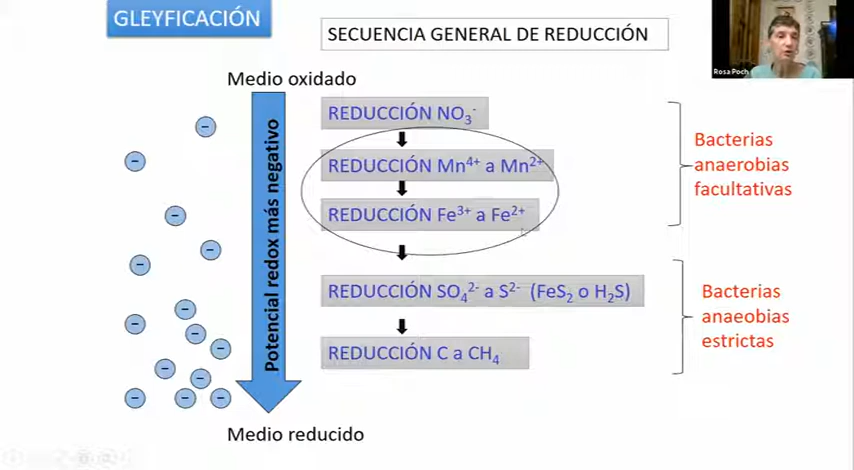 GLEYFICACIÓN
SECUENCIA GENERAL DE REDUCCIÓN
Rosa Poch
Medio oxidado
Potencial redox más negativo
REDUCCIÓN NO₃⁻
REDUCCIÓN Mn⁴⁺ a Mn²⁺
REDUCCIÓN Fe³⁺ a Fe²⁺
REDUCCIÓN SO₄²⁻ a S²⁻ (FeS₂ o H₂S)
REDUCCIÓN C a CH₄
Bacterias
anaerobias
facultativas
Bacterias
anaeobias
estrictas
Medio reducido